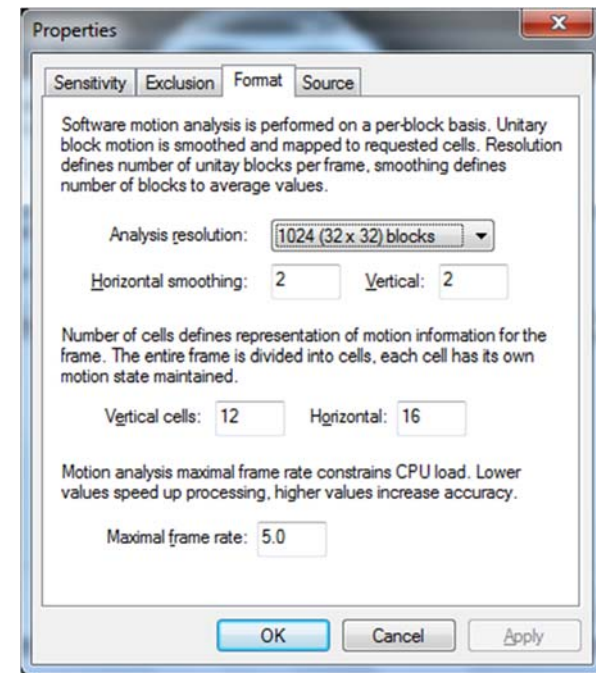 Properties
Sensitivity Exclusion Format Source
Software motion analysis is performed on a per-block basis. Unitary
block motion is smoothed and mapped to requested cells. Resolution
defines number of unitay blocks per frame, smoothing defines
number of blocks to average values.
Analysis resolution: 1024 (32 x 32) blocks
Horizontal smoothing: 2 Vertical: 2
Number of cells defines representation of motion information for the
frame. The entire frame is divided into cells, each cell has its own
motion state maintained.
Vertical cells: 12 Horizontal: 16
Motion analysis maximal frame rate constrains CPU load. Lower
values speed up processing, higher values increase accuracy.
Maximal frame rate: 5.0
OK Cancel Apply